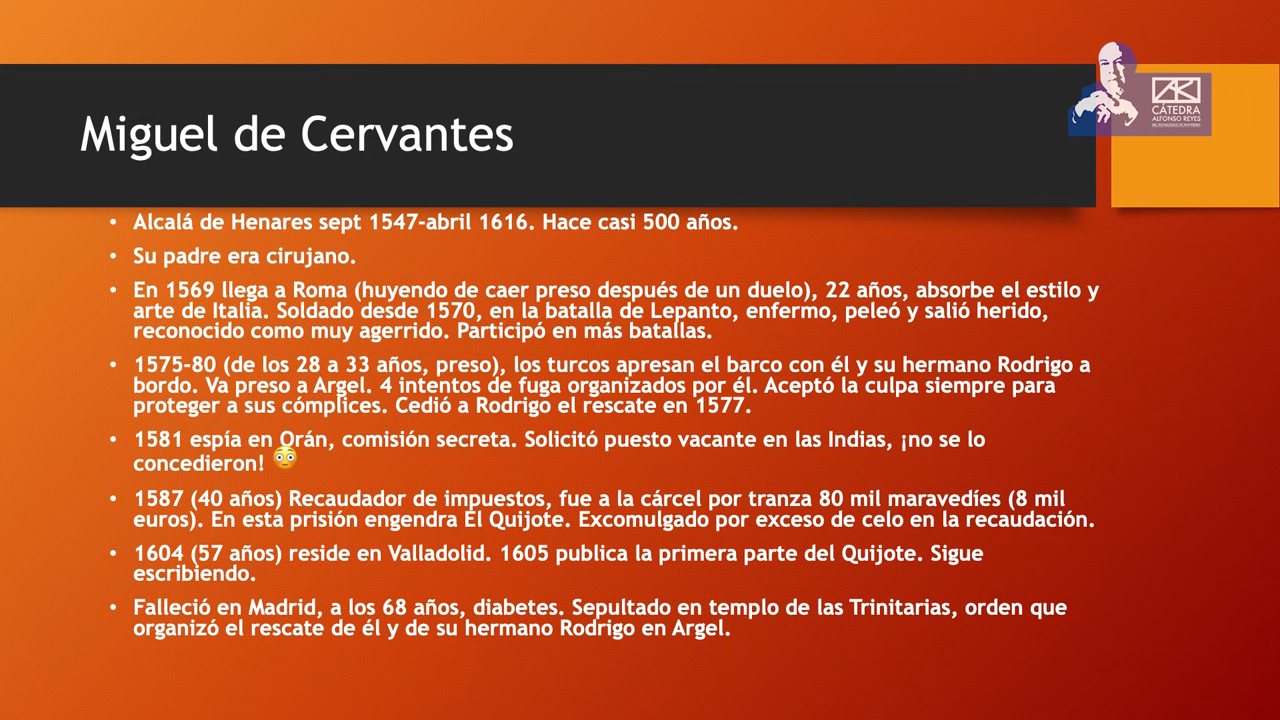 Miguel de Cervantes
CÁTEDRA
ALFONSO REYES
• Alcalá de Henares sept 1547-abril 1616. Hace casi 500 años.
• Su padre era cirujano.
• En 1569 llega a Roma (huyendo de caer preso después de un duelo), 22 años, absorbe el estilo y
arte de Italia. Soldado desde 1570, en la batalla de Lepanto, enfermo, peleó y salió herido,
reconocido como muy agerrido. Participó en más batallas.
• 1575-80 (de los 28 a 33 años, preso), los turcos apresan el barco con él y su hermano Rodrigo a
bordo. Va preso a Argel. 4 intentos de fuga organizados por él. Aceptó la culpa siempre para
proteger a sus cómplices. Cedió a Rodrigo el rescate en 1577.
• 1581 espía en Orán, comisión secreta. Solicitó puesto vacante en las Indias, ¡no se lo
concedieron! 😳
• 1587 (40 años) Recaudador de impuestos, fue a la cárcel por tranza 80 mil maravedíes (8 mil
euros). En esta prisión engendra El Quijote. Excomulgado por exceso de celo en la recaudación.
• 1604 (57 años) reside en Valladolid. 1605 publica la primera parte del Quijote. Sigue
escribiendo.
• Falleció en Madrid, a los 68 años, diabetes. Sepultado en templo de las Trinitarias, orden que
organizó el rescate de él y de su hermano Rodrigo en Argel.